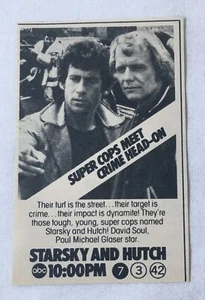 SUPER COPS MEET
CRIME HEAD-ON
Their turf is the street...their target is
crime...their impact is dynamite! They're
those tough, young, super cops named
Starsky and Hutch! David Soul,
Paul Michael Glaser star.
STARSKY AND HUTCH
abc 10:00PM 7 3 42